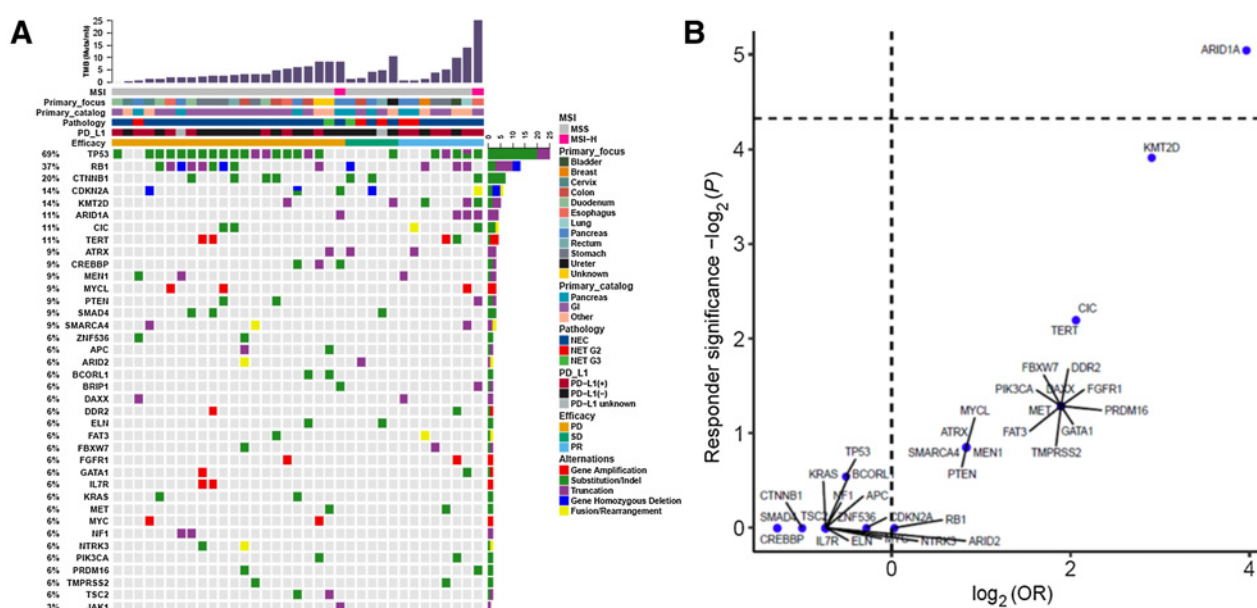 A
TMB (Muts/mb)
25
20
15
10
5
0
MSI
Primary_focus
Primary_catalog
Pathology
PD_L1
Efficacy
0 5 10 15 20 25
69% TP53
37% RB1
20% CTNNB1
14% CDKN2A
14% KMT2D
11% ARID1A
11% CIC
11% TERT
9% ATRX
9% CREBBP
9% MEN1
9% MYCL
9% PTEN
9% SMAD4
9% SMARCA4
6% ZNF536
6% APC
6% ARID2
6% BCORL1
6% BRIP1
6% DAXX
6% DDR2
6% ELN
6% FAT3
6% FBXW7
6% FGFR1
6% GATA1
6% IL7R
6% KRAS
6% MET
6% MYC
6% NF1
6% NTRK3
6% PIK3CA
6% PRDM16
6% TMPRSS2
6% TSC2
3% JAK1
MSI
MSS
MSI-H
Primary_focus
Bladder
Breast
Cervix
Colon
Duodenum
Esophagus
Lung
Pancreas
Rectum
Stomach
Ureter
Unknown
Primary_catalog
Pancreas
GI
Other
Pathology
NEC
NET G2
NET G3
PD_L1
PD-L1(+)
PD-L1(−)
PD-L1 unknown
Efficacy
PD
SD
PR
Alternations
Gene Amplification
Substitution/Indel
Truncation
Gene Homozygous Deletion
Fusion/Rearrangement
B
Responder significance −log2(P)
5
4
3
2
1
0
ARID1A
KMT2D
CIC
TERT
FBXW7 DDR2
PIK3CA DAXX FGFR1
MET PRDM16
FAT3 GATA1
TMPRSS2
MYCL
ATRX
SMARCA4 MEN1
PTEN
TP53
KRAS BCORL1
CTNNB1 NF1 APC
SMAD4 TSC2 ZNF536 CDKN2A RB1
CREBBP IL7R ELN MYC NTRK3 ARID2
0 2 4
log2(OR)